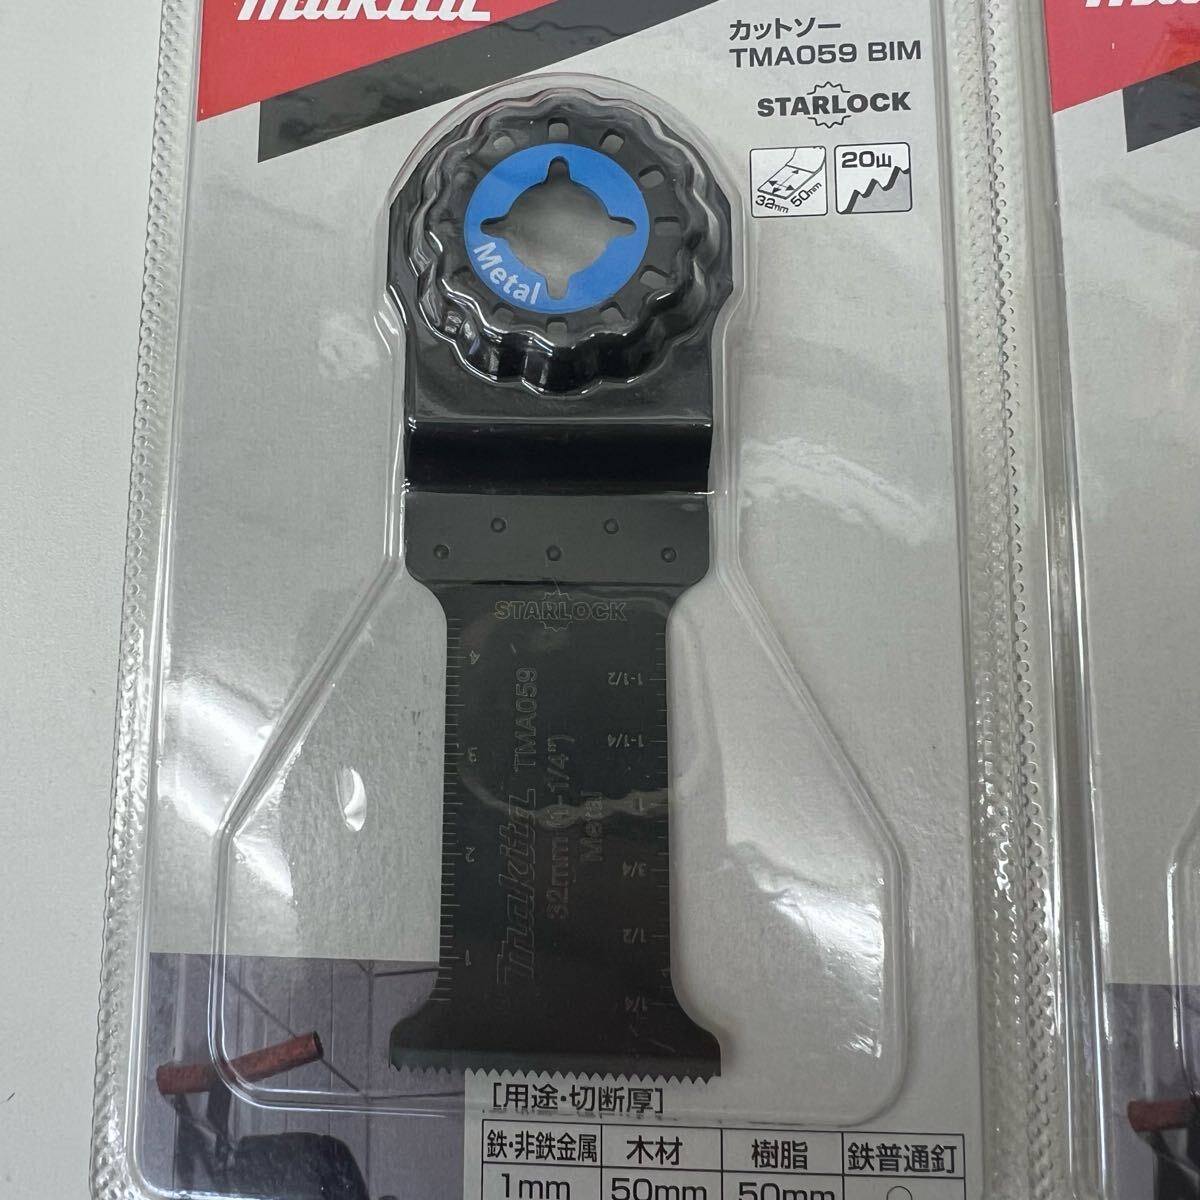 makita
カットソー
TMA059 BIM
STARLOCK
32mm 50mm
20山
Metal
STARLOCK
4
3
2
1
1-1/2
1-1/4
1
3/4
1/2
1/4
makita TMA059
32mm (1-1/4")
Metal
[用途・切断厚]
鉄・非鉄金属 木材 樹脂 鉄普通釘
1mm 50mm 50mm ○